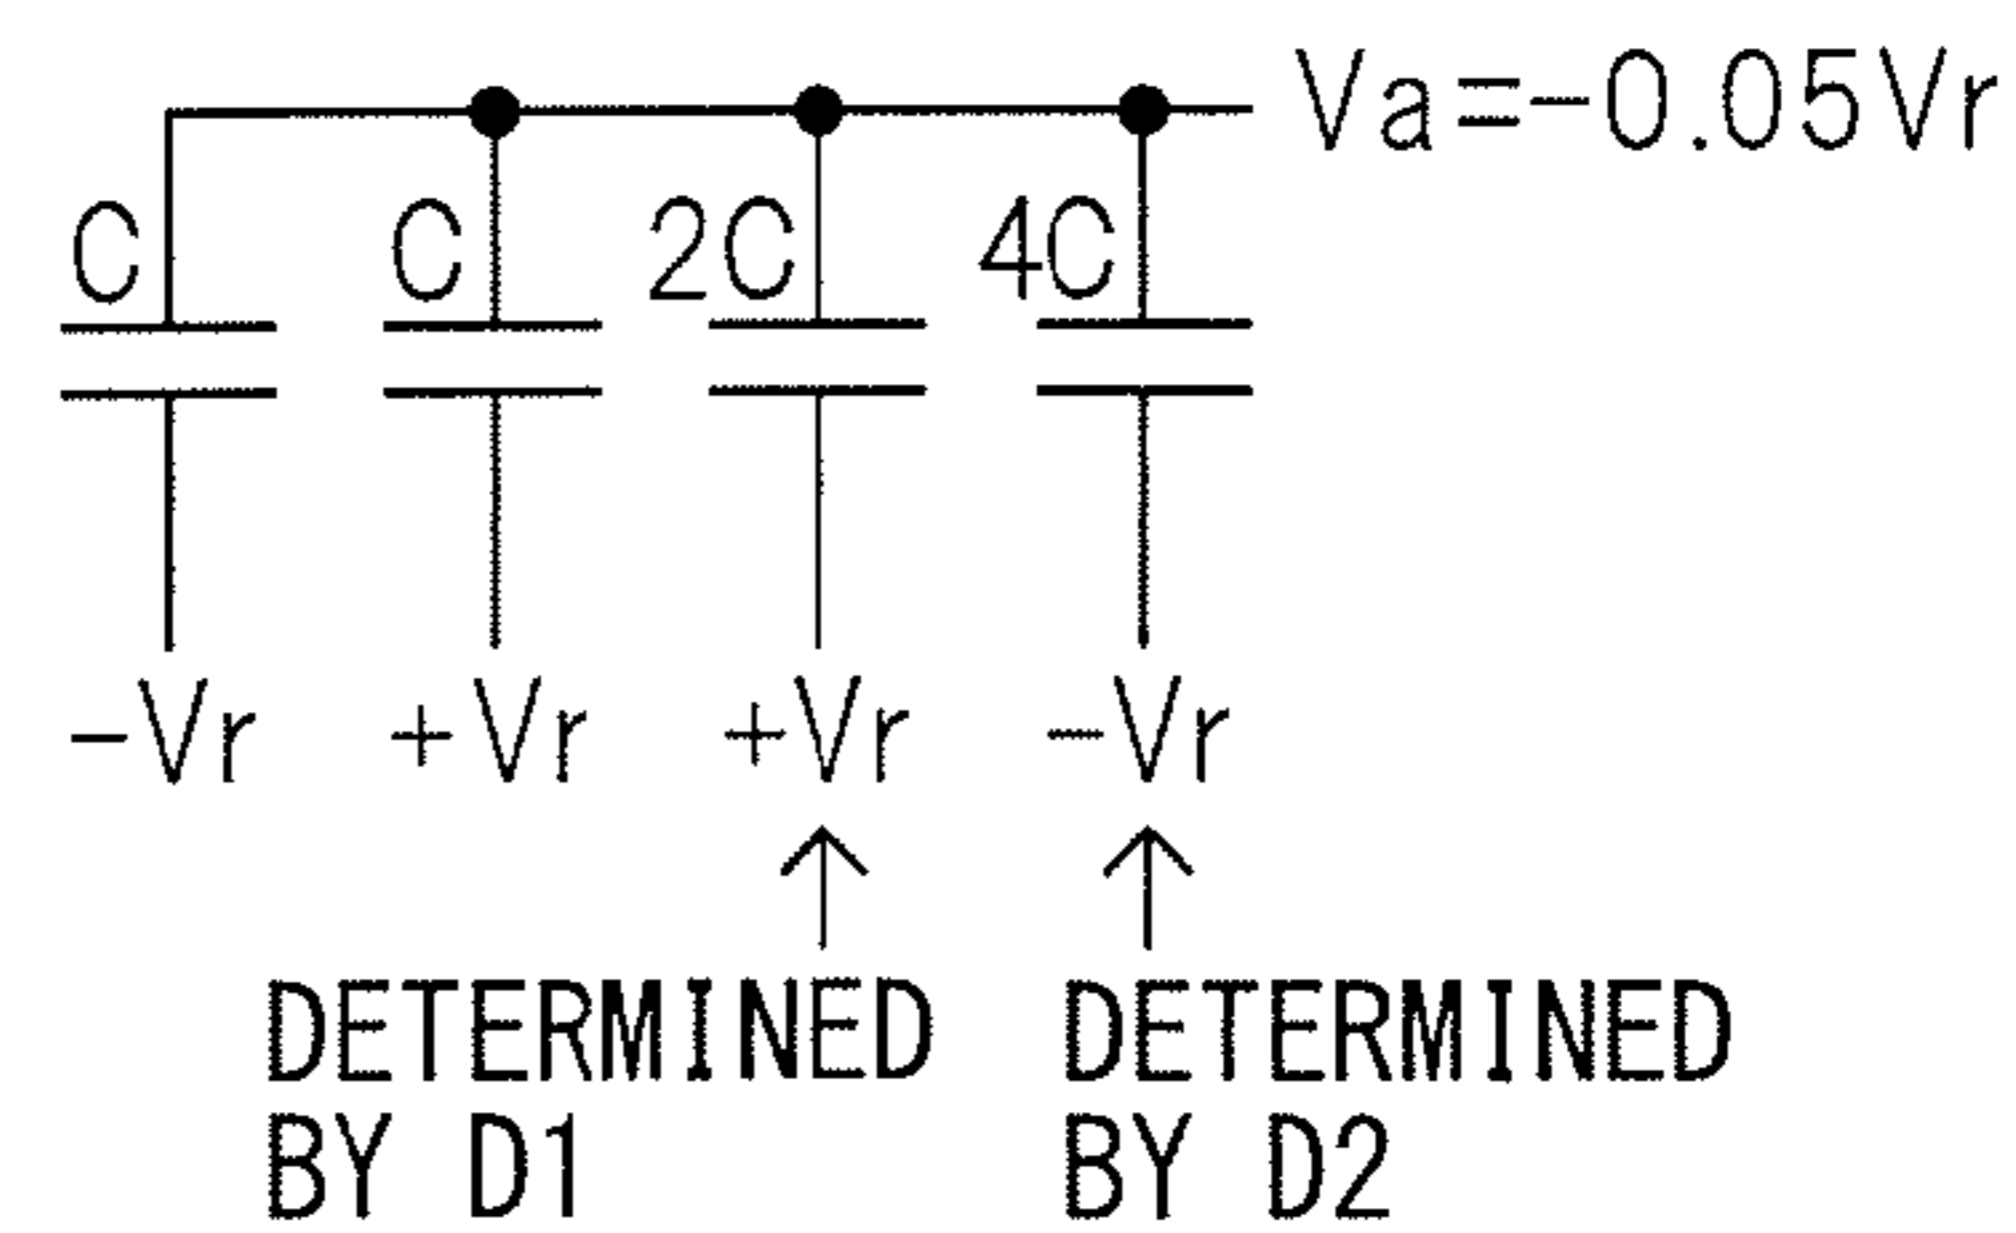 Va=-0.05Vr
C C 2C 4C
-Vr +Vr +Vr -Vr
DETERMINED DETERMINED
BY D1 BY D2